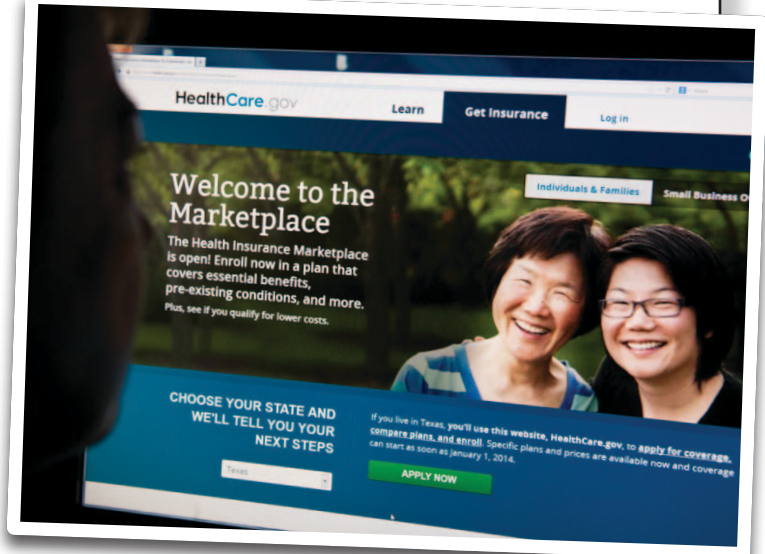 HealthCare.gov
Learn
Get Insurance
Log in
Individuals & Families
Small Business O
Welcome to the
Marketplace
The Health Insurance Marketplace
is open! Enroll now in a plan that
covers essential benefits,
pre-existing conditions, and more.
Plus, see if you qualify for lower costs.
CHOOSE YOUR STATE AND
WE'LL TELL YOU YOUR
NEXT STEPS
Texas
If you live in Texas, you'll use this website, HealthCare.gov, to apply for coverage,
compare plans, and enroll. Specific plans and prices are available now and coverage
can start as soon as January 1, 2014.
APPLY NOW